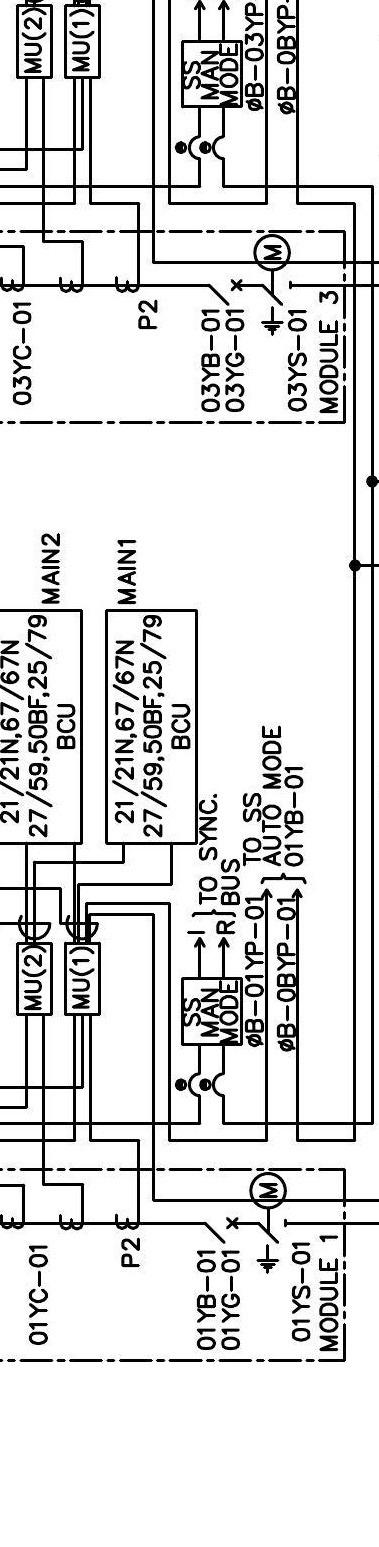 MU(2)
MU(1)
SS
MAN
MODE
øB-03YP
øB-0BYP-
M
03YC-01
P2
03YB-01
03YG-01
03YS-01
MODULE 3
MAIN2
21/21N,67/67N
27/59,50BF,25/79
BCU
MAIN1
21/21N,67/67N
27/59,50BF,25/79
BCU
MU(2)
MU(1)
I
R
TO SYNC.
BUS
SS
MAN
MODE
øB-01YP-01
øB-0BYP-01
TO SS
AUTO MODE
01YB-01
M
01YC-01
P2
01YB-01
01YG-01
01YS-01
MODULE 1